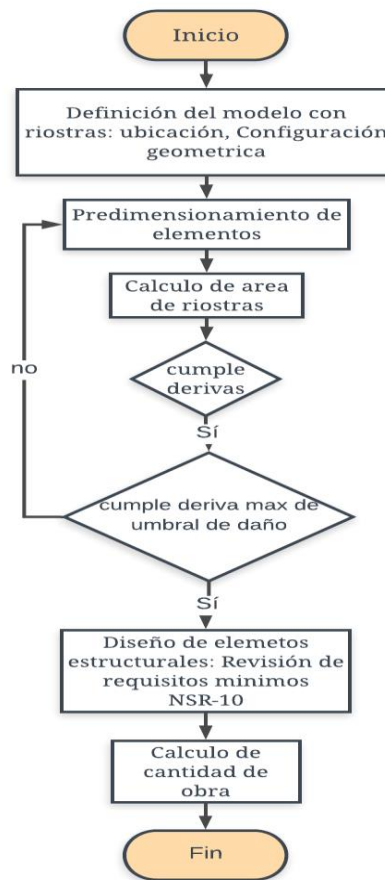 Inicio
Definición del modelo con
riostras: ubicación, Configuración
geometrica
Predimensionamiento de
elementos
Calculo de area
de riostras
cumple
derivas
no
Sí
cumple deriva max de
umbral de daño
Sí
Diseño de elemetos
estructurales: Revisión de
requisitos minimos
NSR-10
Calculo de
cantidad de
obra
Fin